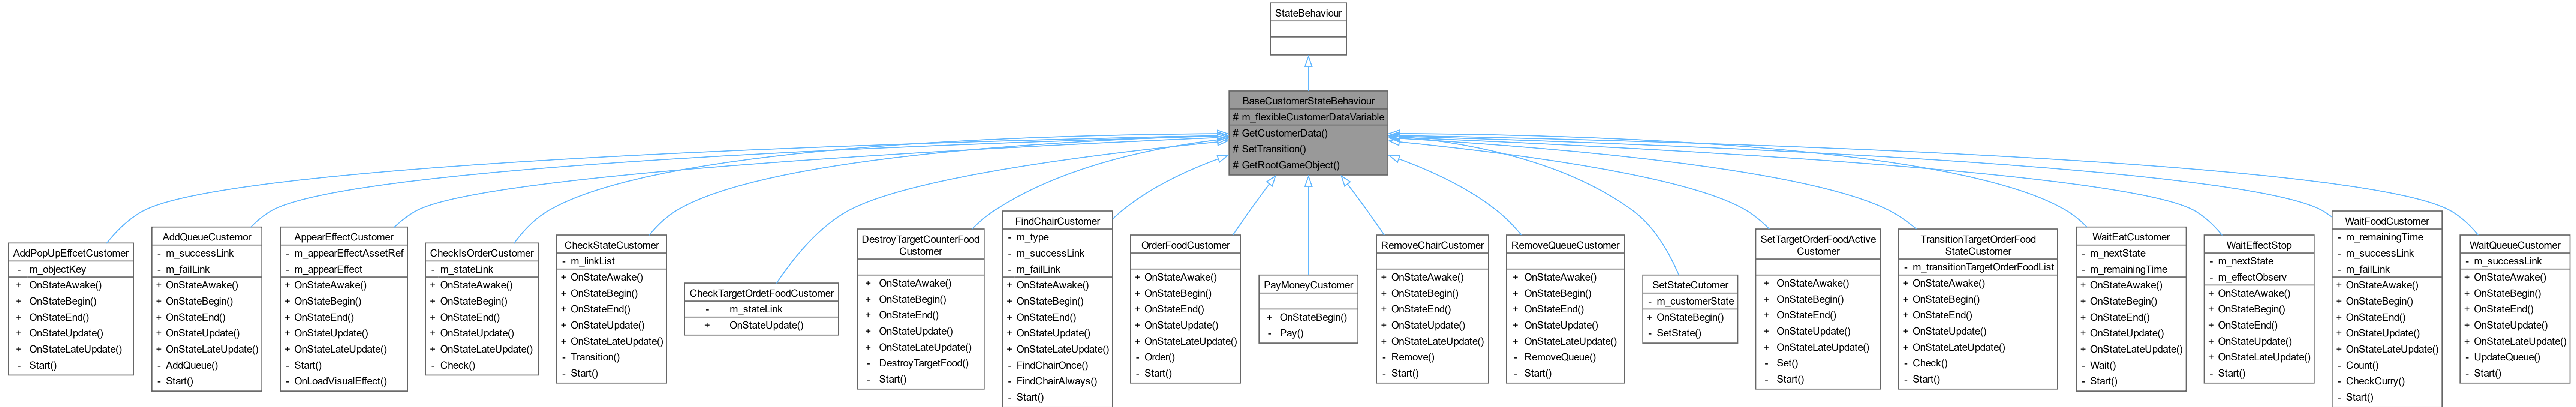 StateBehaviour
BaseCustomerStateBehaviour
# m_flexibleCustomerDataVariable
# GetCustomerData()
# SetTransition()
# GetRootGameObject()
AddPopUpEffcetCustomer
- m_objectKey
+ OnStateAwake()
+ OnStateBegin()
+ OnStateEnd()
+ OnStateUpdate()
+ OnStateLateUpdate()
- Start()
AddQueueCustemor
- m_successLink
- m_failLink
+ OnStateAwake()
+ OnStateBegin()
+ OnStateEnd()
+ OnStateUpdate()
+ OnStateLateUpdate()
- AddQueue()
- Start()
AppearEffectCustomer
- m_appearEffectAssetRef
- m_appearEffect
+ OnStateAwake()
+ OnStateBegin()
+ OnStateEnd()
+ OnStateUpdate()
+ OnStateLateUpdate()
- Start()
- OnLoadVisualEffect()
CheckIsOrderCustomer
- m_stateLink
+ OnStateAwake()
+ OnStateBegin()
+ OnStateEnd()
+ OnStateUpdate()
+ OnStateLateUpdate()
- Check()
CheckStateCustomer
- m_linkList
+ OnStateAwake()
+ OnStateBegin()
+ OnStateEnd()
+ OnStateUpdate()
+ OnStateLateUpdate()
- Transition()
- Start()
CheckTargetOrdetFoodCustomer
- m_stateLink
+ OnStateUpdate()
DestroyTargetCounterFood
Customer
+ OnStateAwake()
+ OnStateBegin()
+ OnStateEnd()
+ OnStateUpdate()
+ OnStateLateUpdate()
- DestroyTargetFood()
- Start()
FindChairCustomer
- m_type
- m_successLink
- m_failLink
+ OnStateAwake()
+ OnStateBegin()
+ OnStateEnd()
+ OnStateUpdate()
+ OnStateLateUpdate()
- FindChairOnce()
- FindChairAlways()
- Start()
OrderFoodCustomer
+ OnStateAwake()
+ OnStateBegin()
+ OnStateEnd()
+ OnStateUpdate()
+ OnStateLateUpdate()
- Order()
- Start()
PayMoneyCustomer
+ OnStateBegin()
- Pay()
RemoveChairCustomer
+ OnStateAwake()
+ OnStateBegin()
+ OnStateEnd()
+ OnStateUpdate()
+ OnStateLateUpdate()
- Remove()
- Start()
RemoveQueueCustomer
+ OnStateAwake()
+ OnStateBegin()
+ OnStateEnd()
+ OnStateUpdate()
+ OnStateLateUpdate()
- RemoveQueue()
- Start()
SetStateCutomer
- m_customerState
+ OnStateBegin()
- SetState()
SetTargetOrderFoodActive
Customer
+ OnStateAwake()
+ OnStateBegin()
+ OnStateEnd()
+ OnStateUpdate()
+ OnStateLateUpdate()
- Set()
- Start()
TransitionTargetOrderFood
StateCustomer
- m_transitionTargetOrderFoodList
+ OnStateAwake()
+ OnStateBegin()
+ OnStateEnd()
+ OnStateUpdate()
+ OnStateLateUpdate()
- Check()
- Start()
WaitEatCustomer
- m_nextState
- m_remainingTime
+ OnStateAwake()
+ OnStateBegin()
+ OnStateEnd()
+ OnStateUpdate()
+ OnStateLateUpdate()
- Wait()
- Start()
WaitEffectStop
- m_nextState
- m_effectObserv
+ OnStateAwake()
+ OnStateBegin()
+ OnStateEnd()
+ OnStateUpdate()
+ OnStateLateUpdate()
- Start()
WaitFoodCustomer
- m_remainingTime
- m_successLink
- m_failLink
+ OnStateAwake()
+ OnStateBegin()
+ OnStateEnd()
+ OnStateUpdate()
+ OnStateLateUpdate()
- Count()
- CheckCurry()
- Start()
WaitQueueCustomer
- m_successLink
+ OnStateAwake()
+ OnStateBegin()
+ OnStateEnd()
+ OnStateUpdate()
+ OnStateLateUpdate()
- UpdateQueue()
- Start()